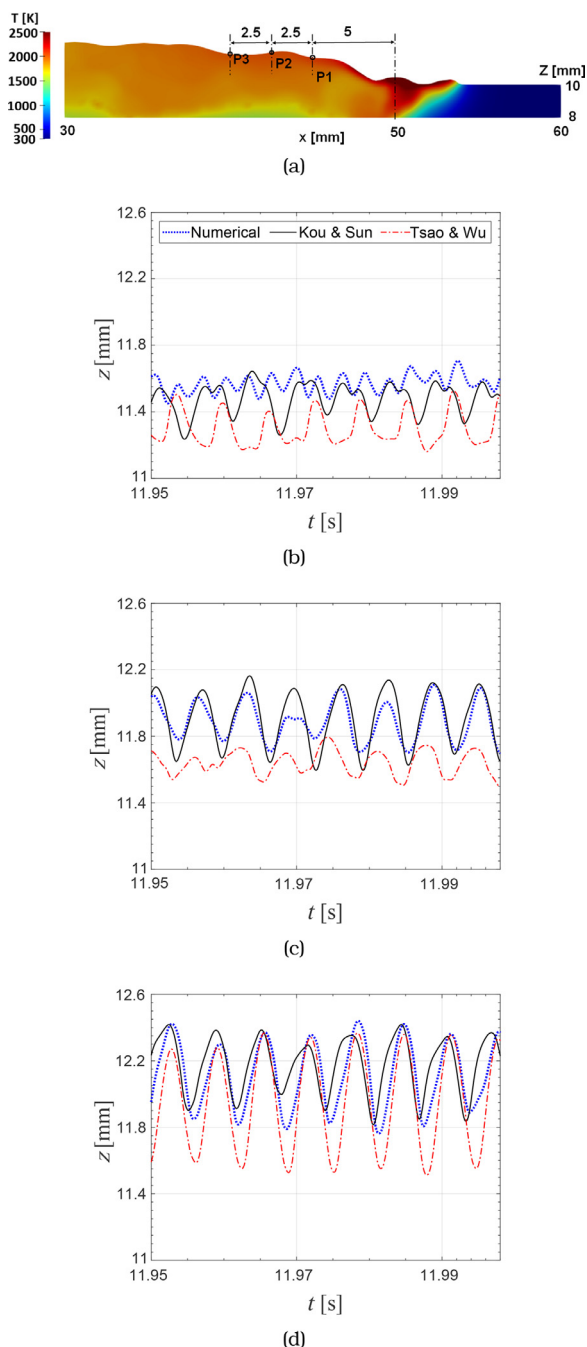 T [K]
2500
2000
1500
1000
500
300
2.5 2.5 5
P3 P2 P1
Z [mm]
10
8
30 50 60
x [mm]
(a)
12.6
12.2
11.8
11.4
11
z [mm]
Numerical Kou & Sun Tsao & Wu
11.95 11.97 11.99
t [s]
(b)
12.6
12.2
11.8
11.4
11
z [mm]
11.95 11.97 11.99
t [s]
(c)
12.6
12.2
11.8
11.4
11
z [mm]
11.95 11.97 11.99
t [s]
(d)